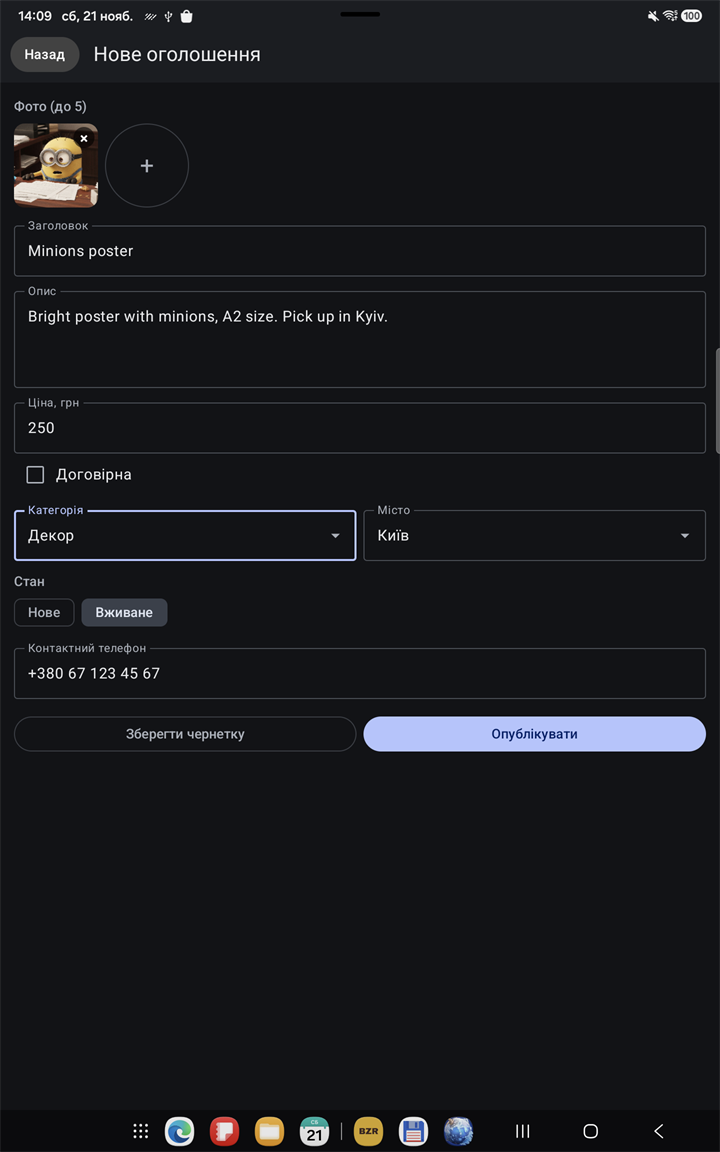 14:09 сб, 21 нояб.
100
Назад
Нове оголошення
Фото (до 5)
Заголовок
Minions poster
Опис
Bright poster with minions, A2 size. Pick up in Kyiv.
Ціна, грн
250
Договірна
Категорія
Декор
Місто
Київ
Стан
Нове
Вживане
Контактний телефон
+380 67 123 45 67
Зберегти чернетку
Опублікувати
СБ
21
BZR